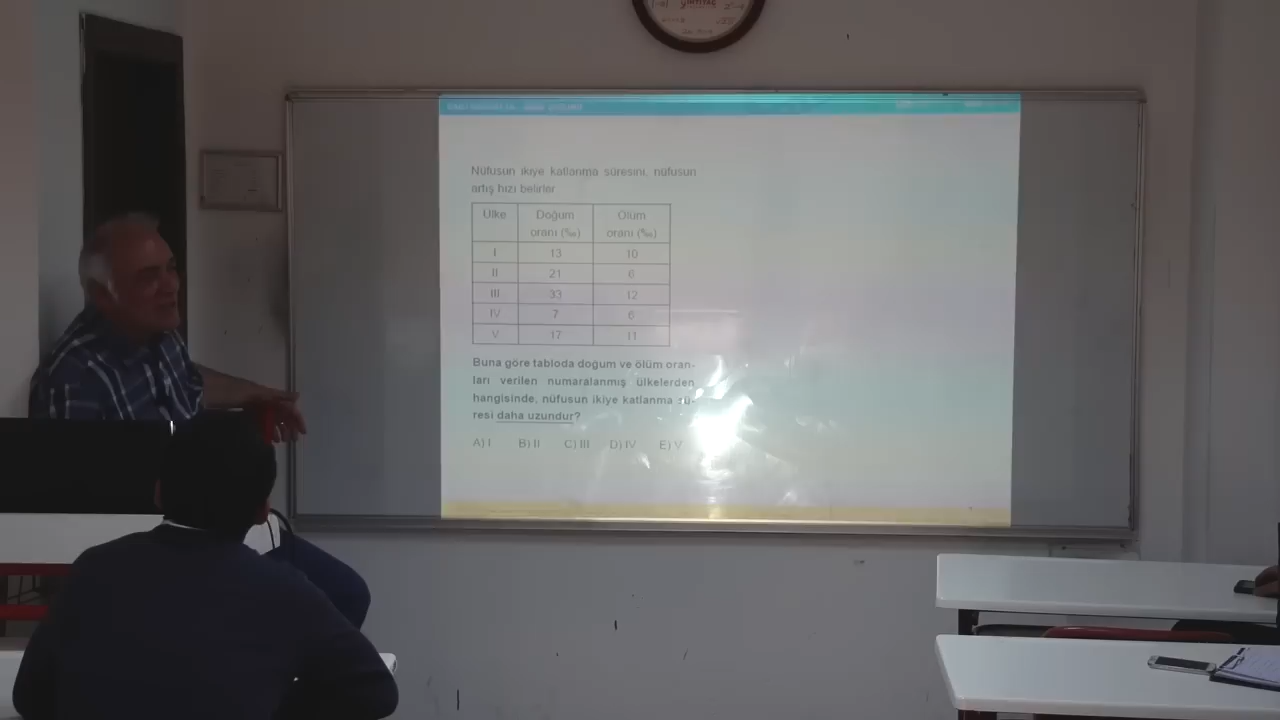 Nüfusun ikiye katlanma süresini, nüfusun
artış hızı belirler
Ülke Doğum oranı (‰) Ölüm oranı (‰)
I 13 10
II 21 6
III 33 12
IV 7 6
V 17 11
Buna göre tabloda doğum ve ölüm oran-
ları verilen numaralanmış ülkelerden
hangisinde, nüfusun ikiye katlanma sü-
resi daha uzundur?
A) I B) II C) III D) IV E) V